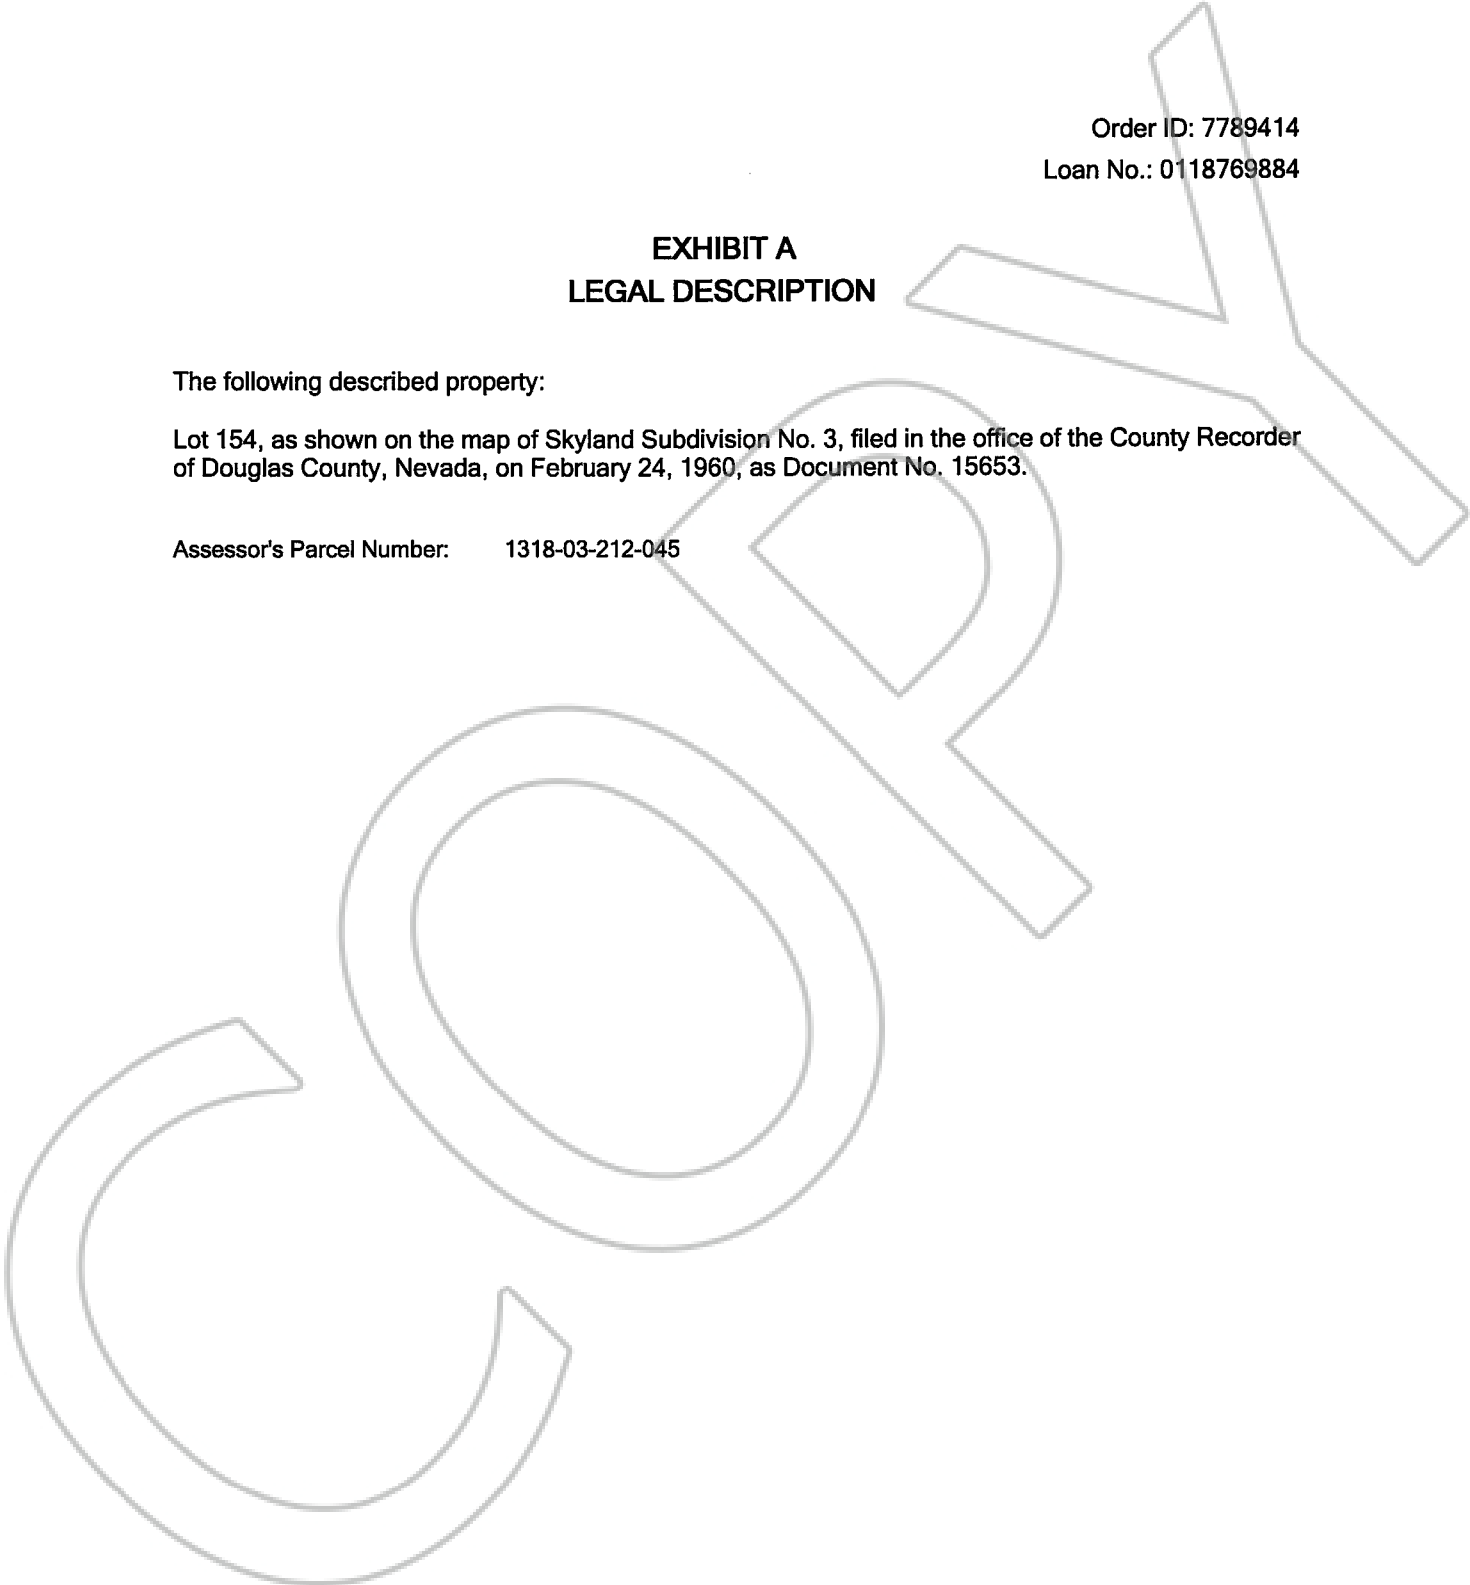 Order ID: 7789414
Loan No.: 0118769884
EXHIBIT A
LEGAL DESCRIPTION
The following described property:
Lot 154, as shown on the map of Skyland Subdivision No. 3, filed in the office of the County Recorder
of Douglas County, Nevada, on February 24, 1960, as Document No. 15653.
Assessor's Parcel Number: 1318-03-212-045
COPY